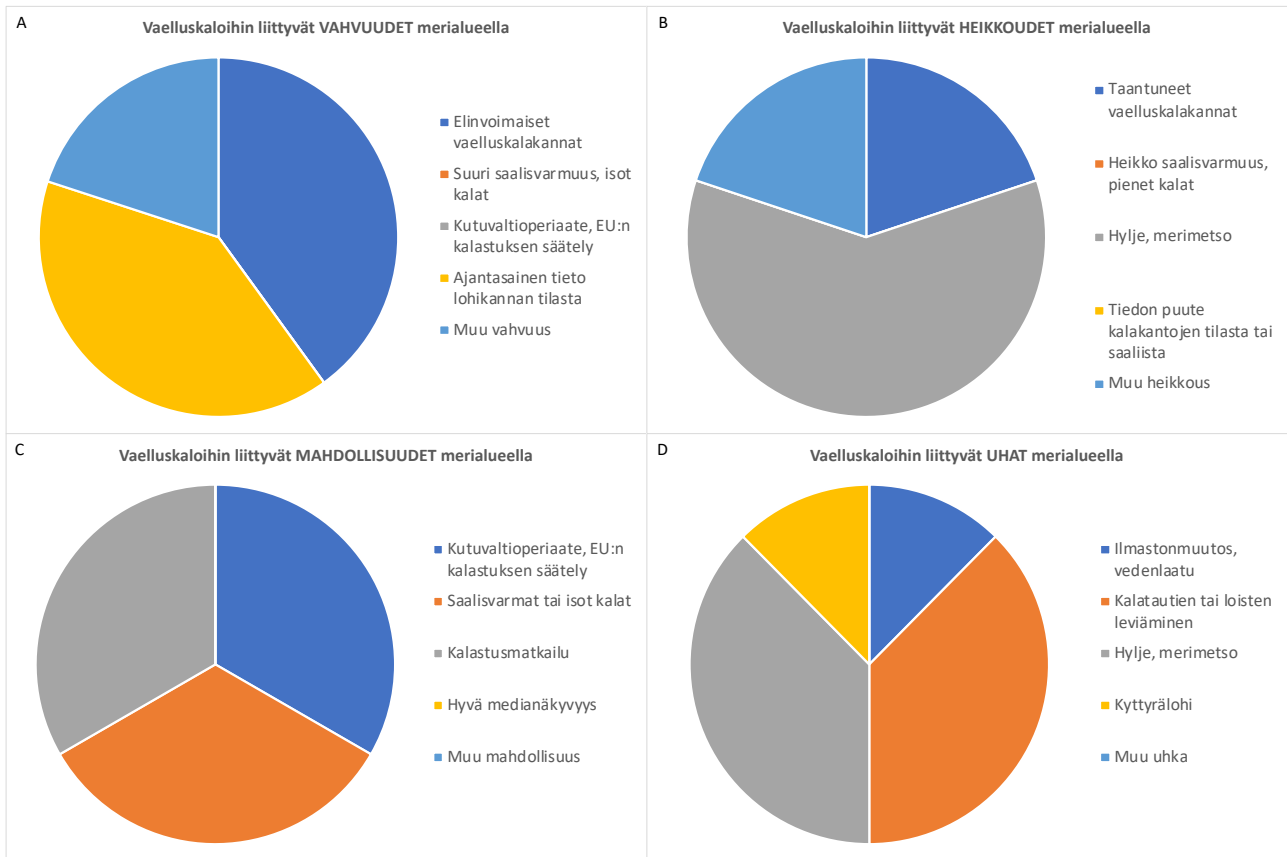 A
Vaelluskaloihin liittyvät VAHVUUDET merialueella
Elinvoimaiset
vaelluskalakannat
Suuri saalisvarmuus, isot
kalat
Kutuvaltioperiaate, EU:n
kalastuksen säätely
Ajantasainen tieto
lohikannan tilasta
Muu vahvuus
B
Vaelluskaloihin liittyvät HEIKKOUDET merialueella
Taantuneet
vaelluskalakannat
Heikko saalisvarmuus,
pienet kalat
Hylje, merimetso
Tiedon puute
kalakantojen tilasta tai
saaliista
Muu heikkous
C
Vaelluskaloihin liittyvät MAHDOLLISUUDET merialueella
Kutuvaltioperiaate, EU:n
kalastuksen säätely
Saalisvarmat tai isot kalat
Kalastusmatkailu
Hyvä medianäkyvyys
Muu mahdollisuus
D
Vaelluskaloihin liittyvät UHAT merialueella
Ilmastonmuutos,
vedenlaatu
Kalatautien tai loisten
leviäminen
Hylje, merimetso
Kyttyrälohi
Muu uhka